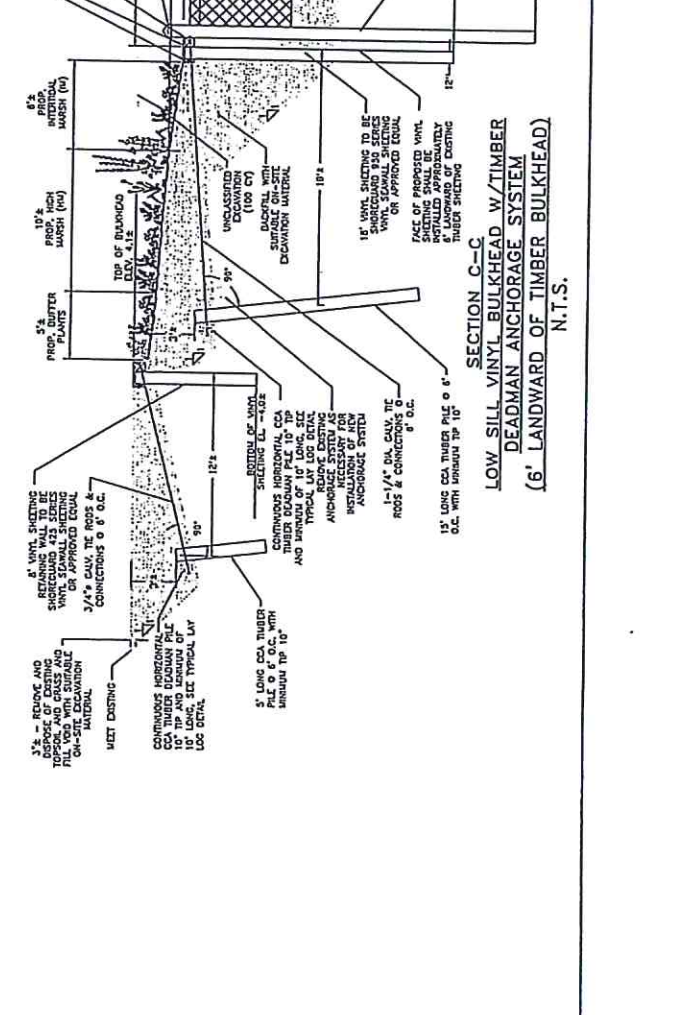 3"± - REMOVE AND
DISPOSE OF EXISTING
TOPSOIL AND GRASS AND
FILL VOID WITH SUITABLE
ON-SITE EXCAVATION
MATERIAL
MEET EXISTING
CONTINUOUS HORIZONTAL
CCA TIMBER DEADMAN PILE
10" TIP AND MINIMUM OF
10' LONG, SEE TYPICAL LAY
LOG DETAIL
5' LONG CCA TIMBER
PILE @ 6' O.C. WITH
MINIMUM TIP 10"
8' VINYL SHEETING
RETAINING WALL TO BE
SHOREGUARD 425 SERIES
VINYL SEAWALL SHEETING
OR APPROVED EQUAL
3/4"ø GALV. TIE RODS &
CONNECTIONS @ 6' O.C.
90°
12'±
BOTTOM OF VINYL
SHEETING EL. -4.0±
CONTINUOUS HORIZONTAL CCA
TIMBER DEADMAN PILE 10" TIP
AND MINIMUM OF 10' LONG, SEE
TYPICAL LAY LOG DETAIL
REMOVE EXISTING
ANCHORAGE SYSTEM AS
NECESSARY FOR
INSTALLATION OF NEW
ANCHORAGE SYSTEM
1-1/4" DIA. GALV. TIE
RODS & CONNECTIONS @
6' O.C.
15' LONG CCA TIMBER PILE @ 6'
O.C. WITH MINIMUM TIP 10"
5'±
PROP. BUFFER
PLANTS
10'±
PROP. HIGH
MARSH (HM)
6'±
PROP.
INTERTIDAL
MARSH
TOP OF BULKHEAD
ELEV. 4.1±
3'±
90°
UNCLASSIFIED
EXCAVATION
(100 CY)
BACKFILL WITH
SUITABLE ON-SITE
EXCAVATION MATERIAL
18' VINYL SHEETING TO BE
SHOREGUARD 950 SERIES
VINYL SEAWALL SHEETING
OR APPROVED EQUAL
FACE OF PROPOSED VINYL
SHEETING SHALL BE
INSTALLED APPROXIMATELY
6' LANDWARD OF EXISTING
TIMBER SHEETING
12"
SECTION C-C
LOW SILL VINYL BULKHEAD W/TIMBER
DEADMAN ANCHORAGE SYSTEM
(6' LANDWARD OF TIMBER BULKHEAD)
N.T.S.